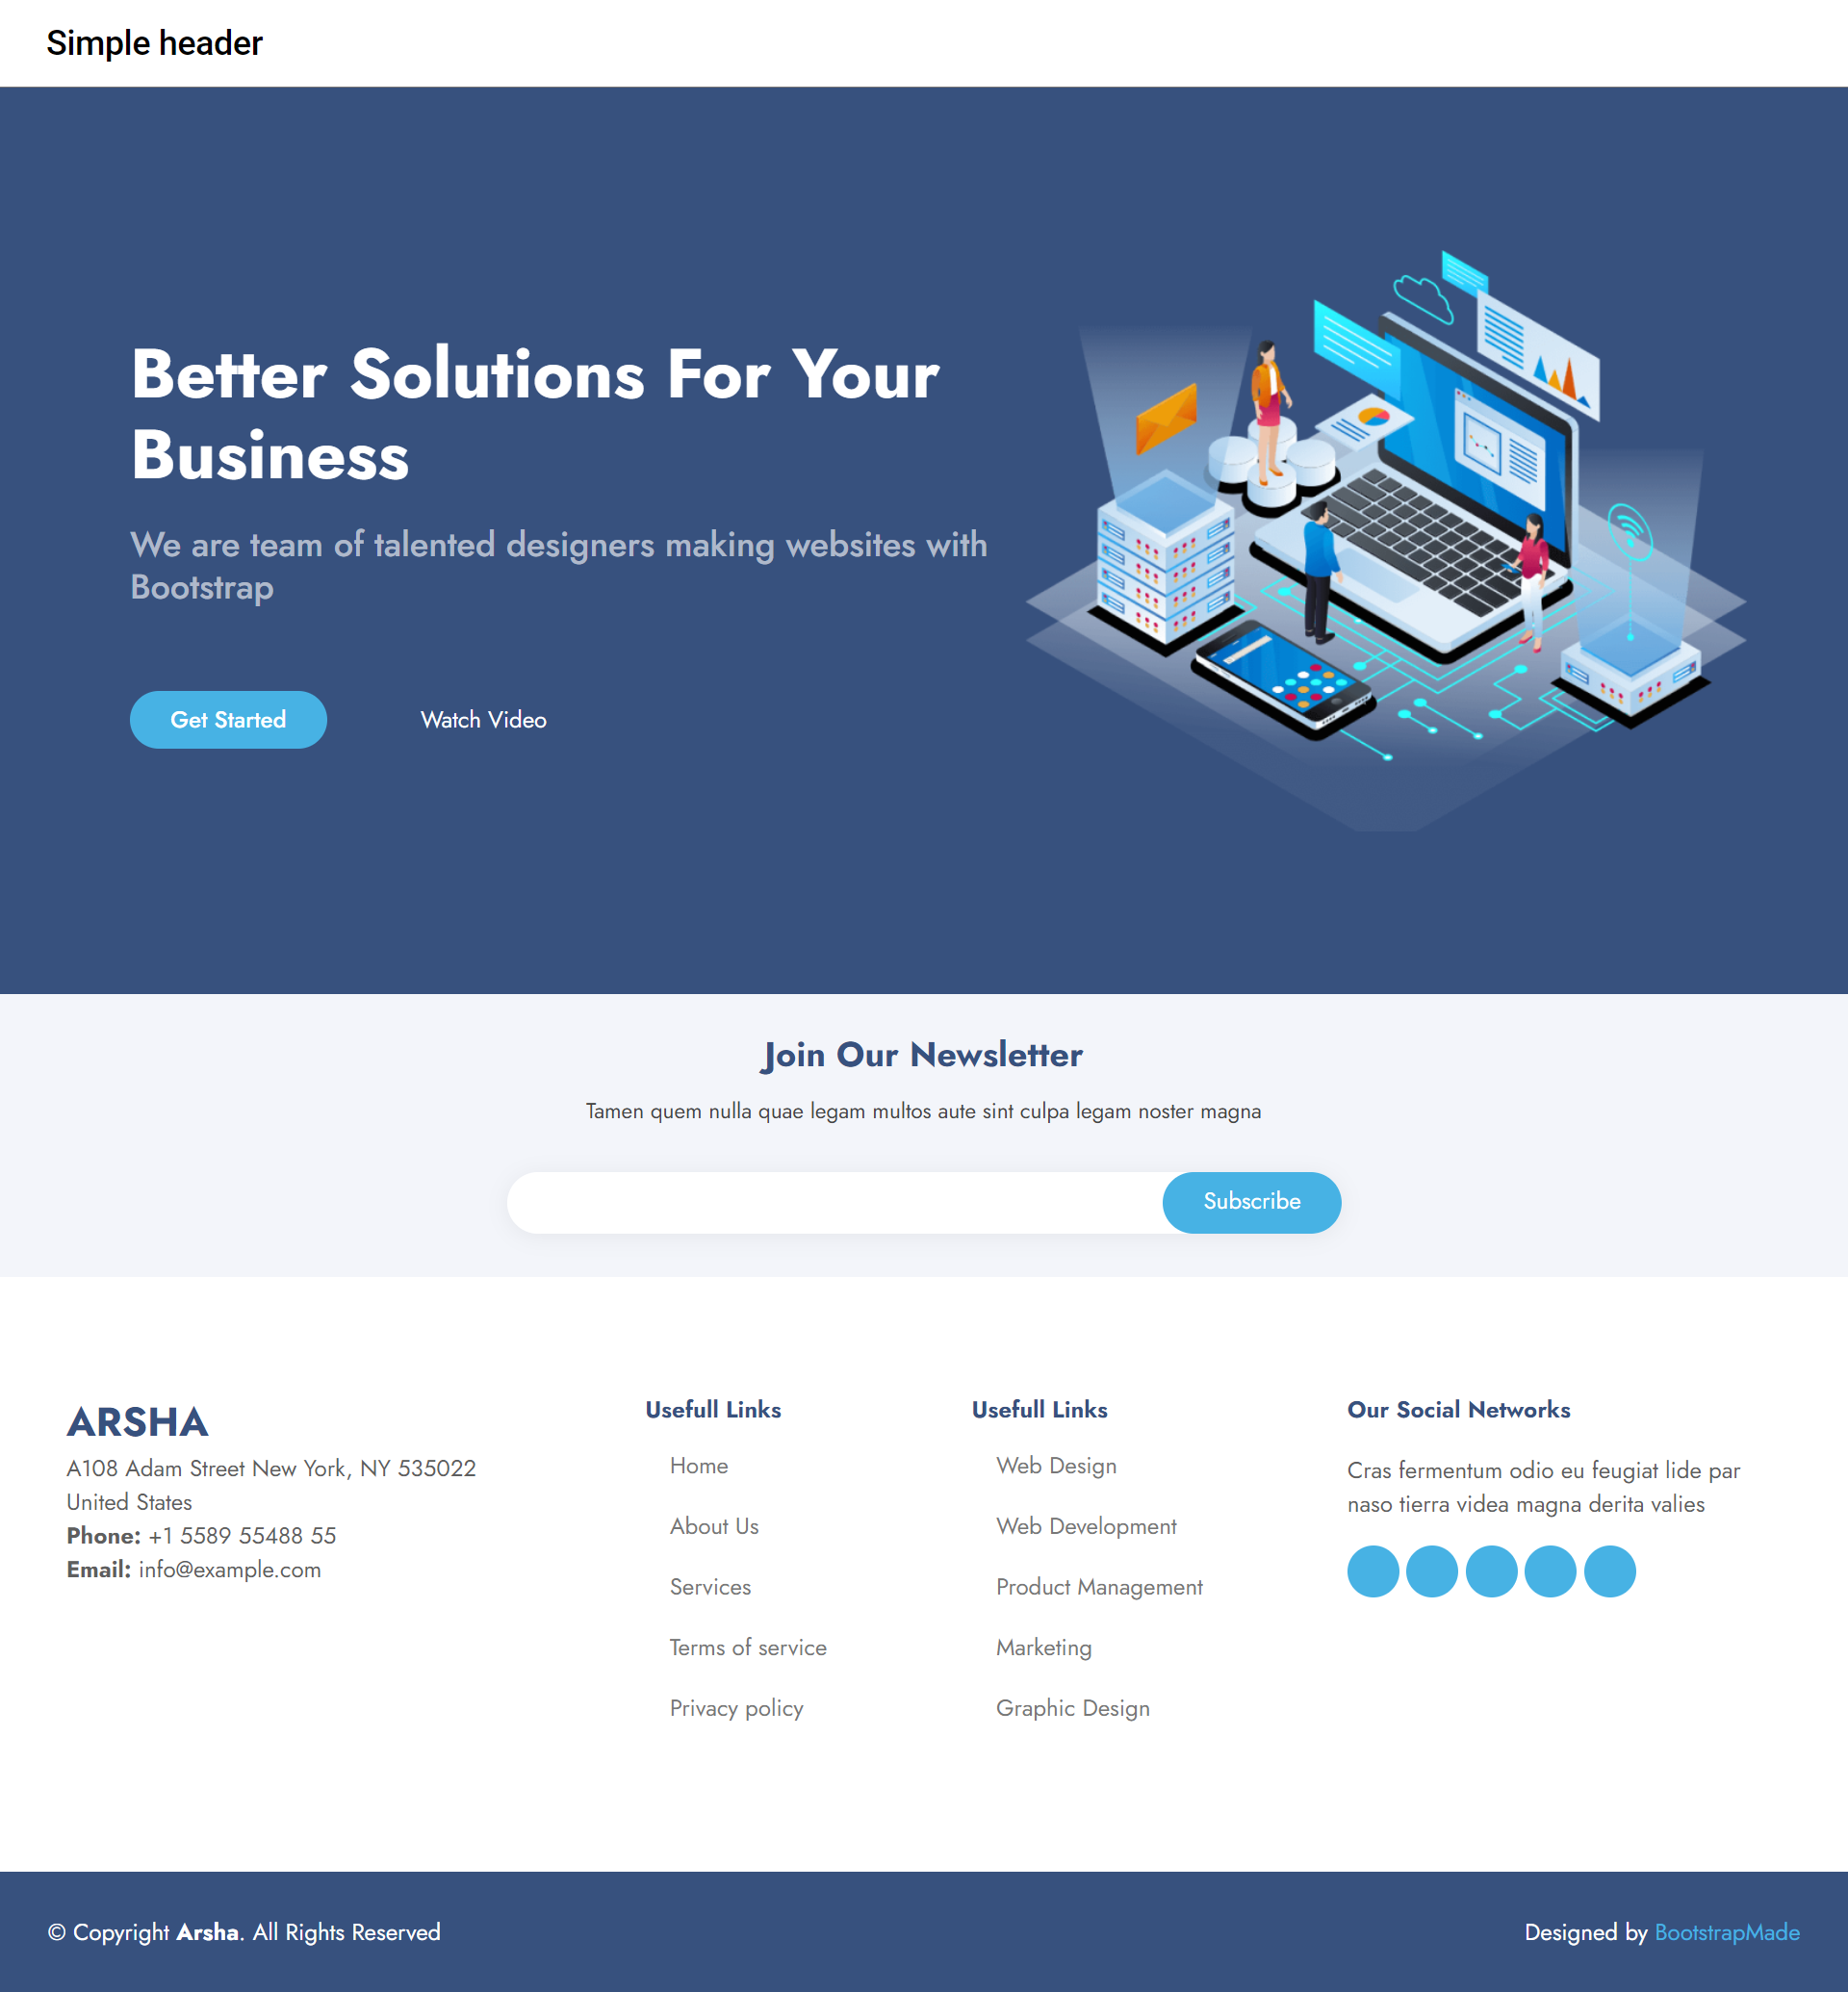 Simple header
Better Solutions For Your
Business
We are team of talented designers making websites with
Bootstrap
Get Started
Watch Video
Join Our Newsletter
Tamen quem nulla quae legam multos aute sint culpa legam noster magna
Subscribe
ARSHA
A108 Adam Street New York, NY 535022
United States
Phone: +1 5589 55488 55
Email: info@example.com
Usefull Links
Home
About Us
Services
Terms of service
Privacy policy
Usefull Links
Web Design
Web Development
Product Management
Marketing
Graphic Design
Our Social Networks
Cras fermentum odio eu feugiat lide par
naso tierra videa magna derita valies
© Copyright Arsha. All Rights Reserved
Designed by BootstrapMade